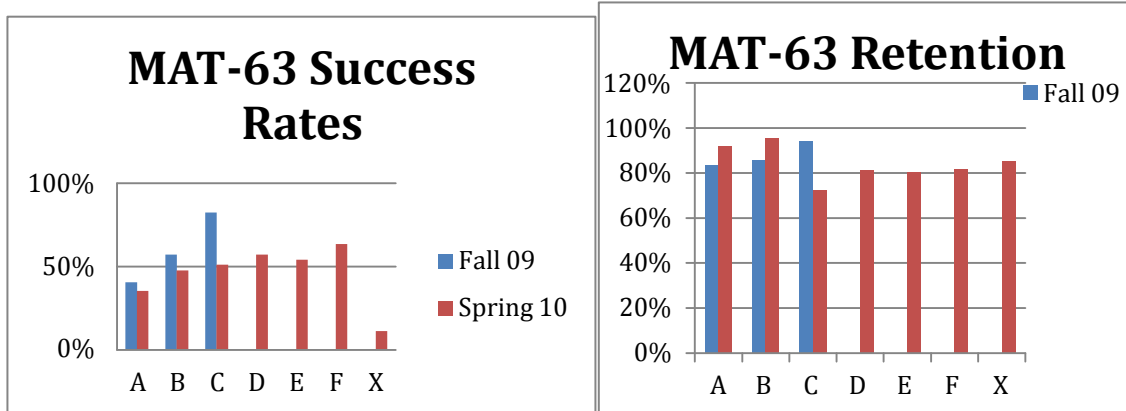 MAT-63 Success
Rates
100%
50%
0%
A B C D E F X
Fall 09
Spring 10
MAT-63 Retention
120%
100%
80%
60%
40%
20%
0%
A B C D E F X
Fall 09